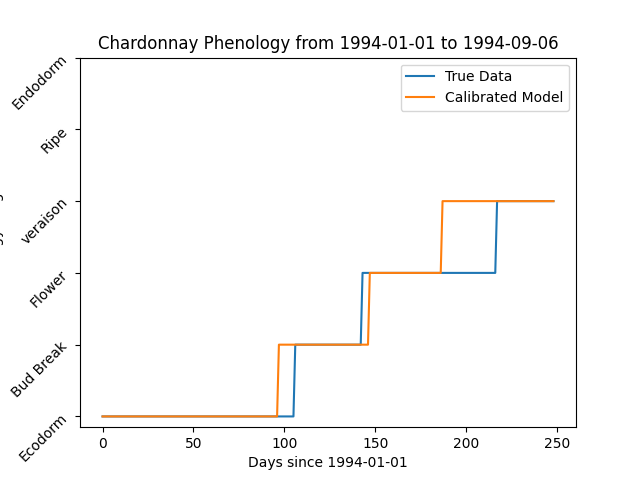 Chardonnay Phenology from 1994-01-01 to 1994-09-06
True Data
Calibrated Model
Endodorm
Ripe
veraison
Flower
Bud Break
Ecodorm
0 50 100 150 200 250
Days since 1994-01-01